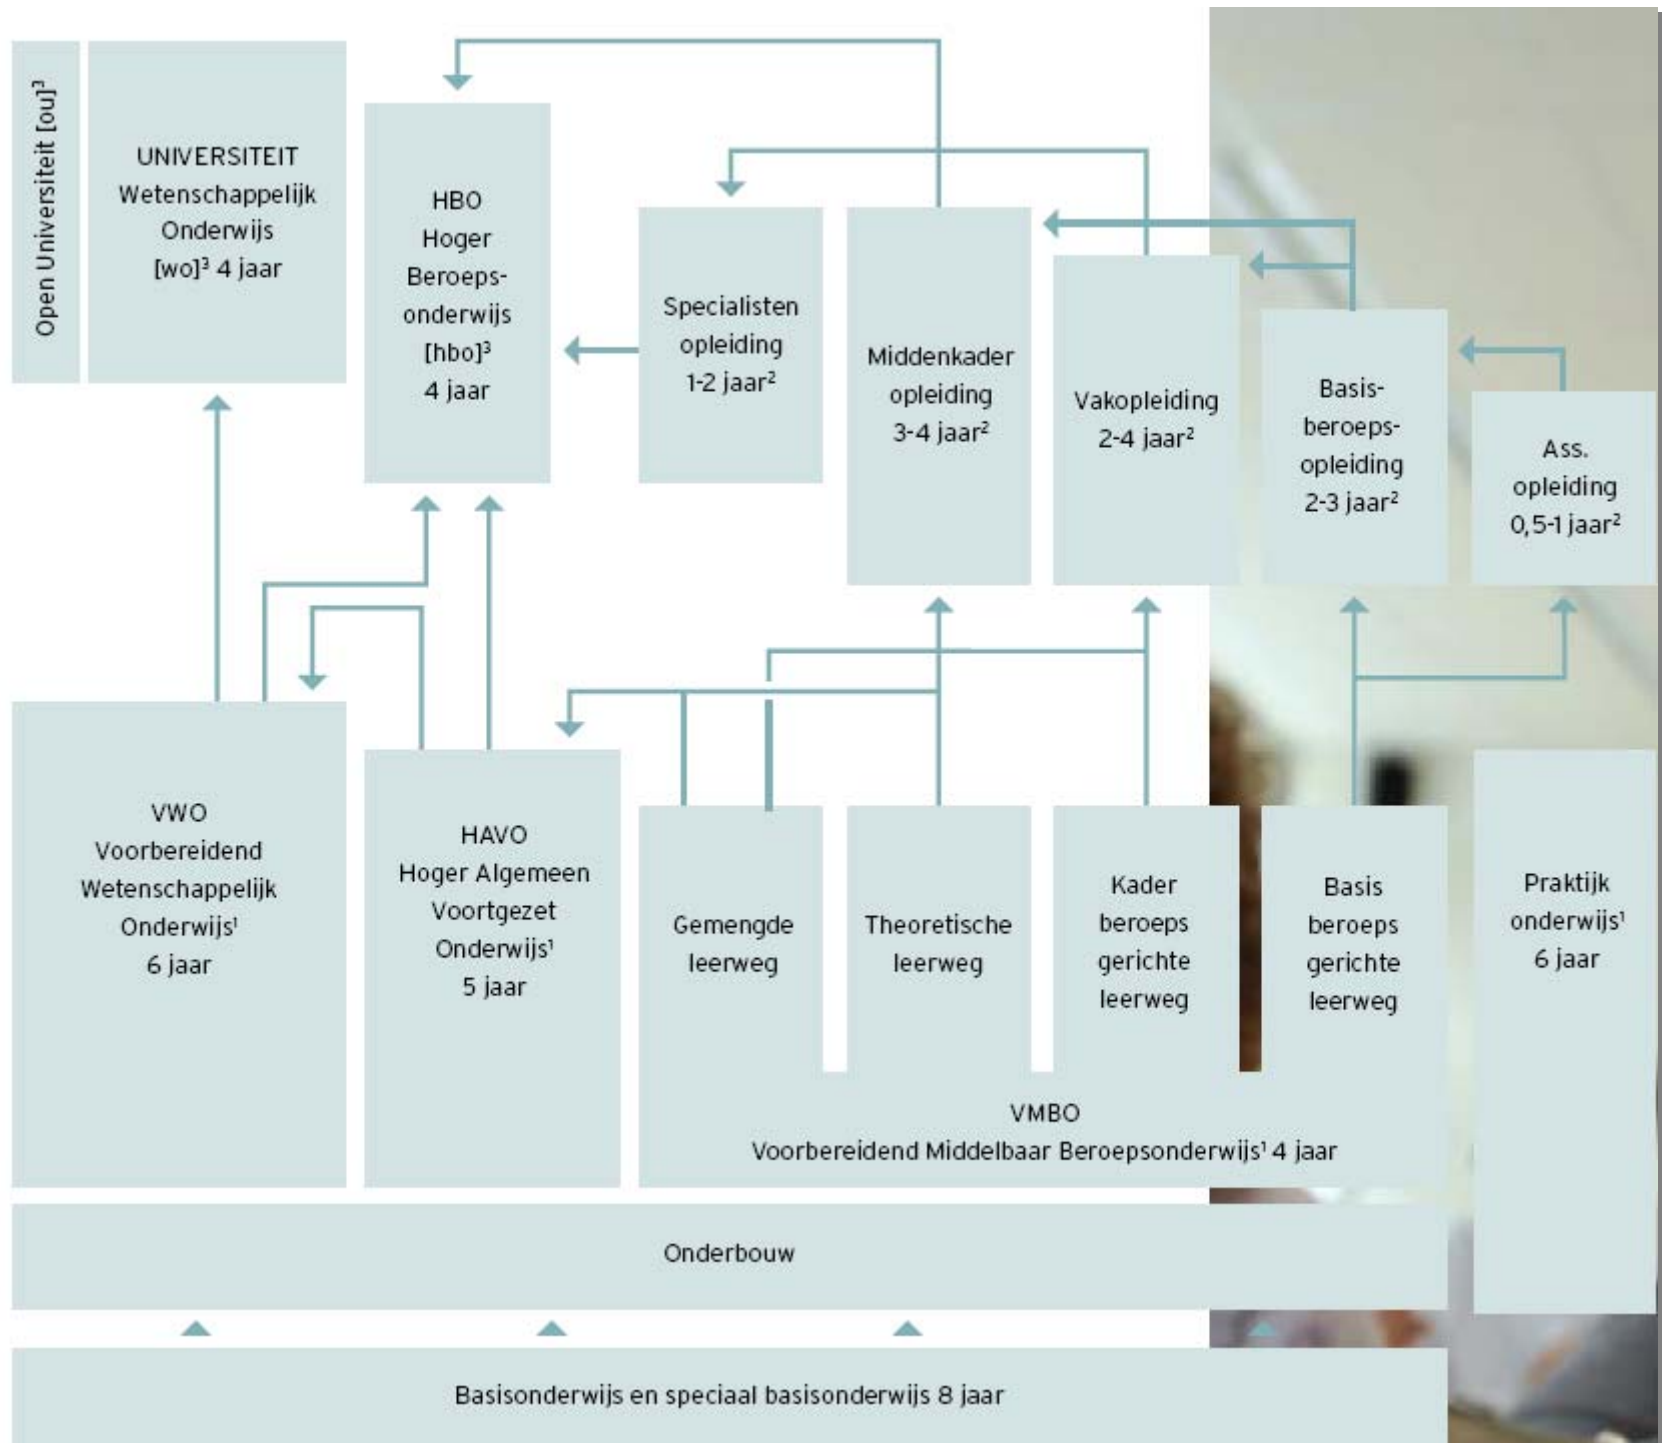 Open Universiteit [ou]³
UNIVERSITEIT
Wetenschappelijk
Onderwijs
[wo]³ 4 jaar
HBO
Hoger
Beroeps-
onderwijs
[hbo]³
4 jaar
Specialisten
opleiding
1-2 jaar²
Middenkader
opleiding
3-4 jaar²
Vakopleiding
2-4 jaar²
Basis-
beroeps-
opleiding
2-3 jaar²
Ass.
opleiding
0,5-1 jaar²
VWO
Voorbereidend
Wetenschappelijk
Onderwijs¹
6 jaar
HAVO
Hoger Algemeen
Voortgezet
Onderwijs¹
5 jaar
Gemengde
leerweg
Theoretische
leerweg
Kader
beroeps
gerichte
leerweg
Basis
beroeps
gerichte
leerweg
Praktijk
onderwijs¹
6 jaar
VMBO
Voorbereidend Middelbaar Beroepsonderwijs¹ 4 jaar
Onderbouw
Basisonderwijs en speciaal basisonderwijs 8 jaar